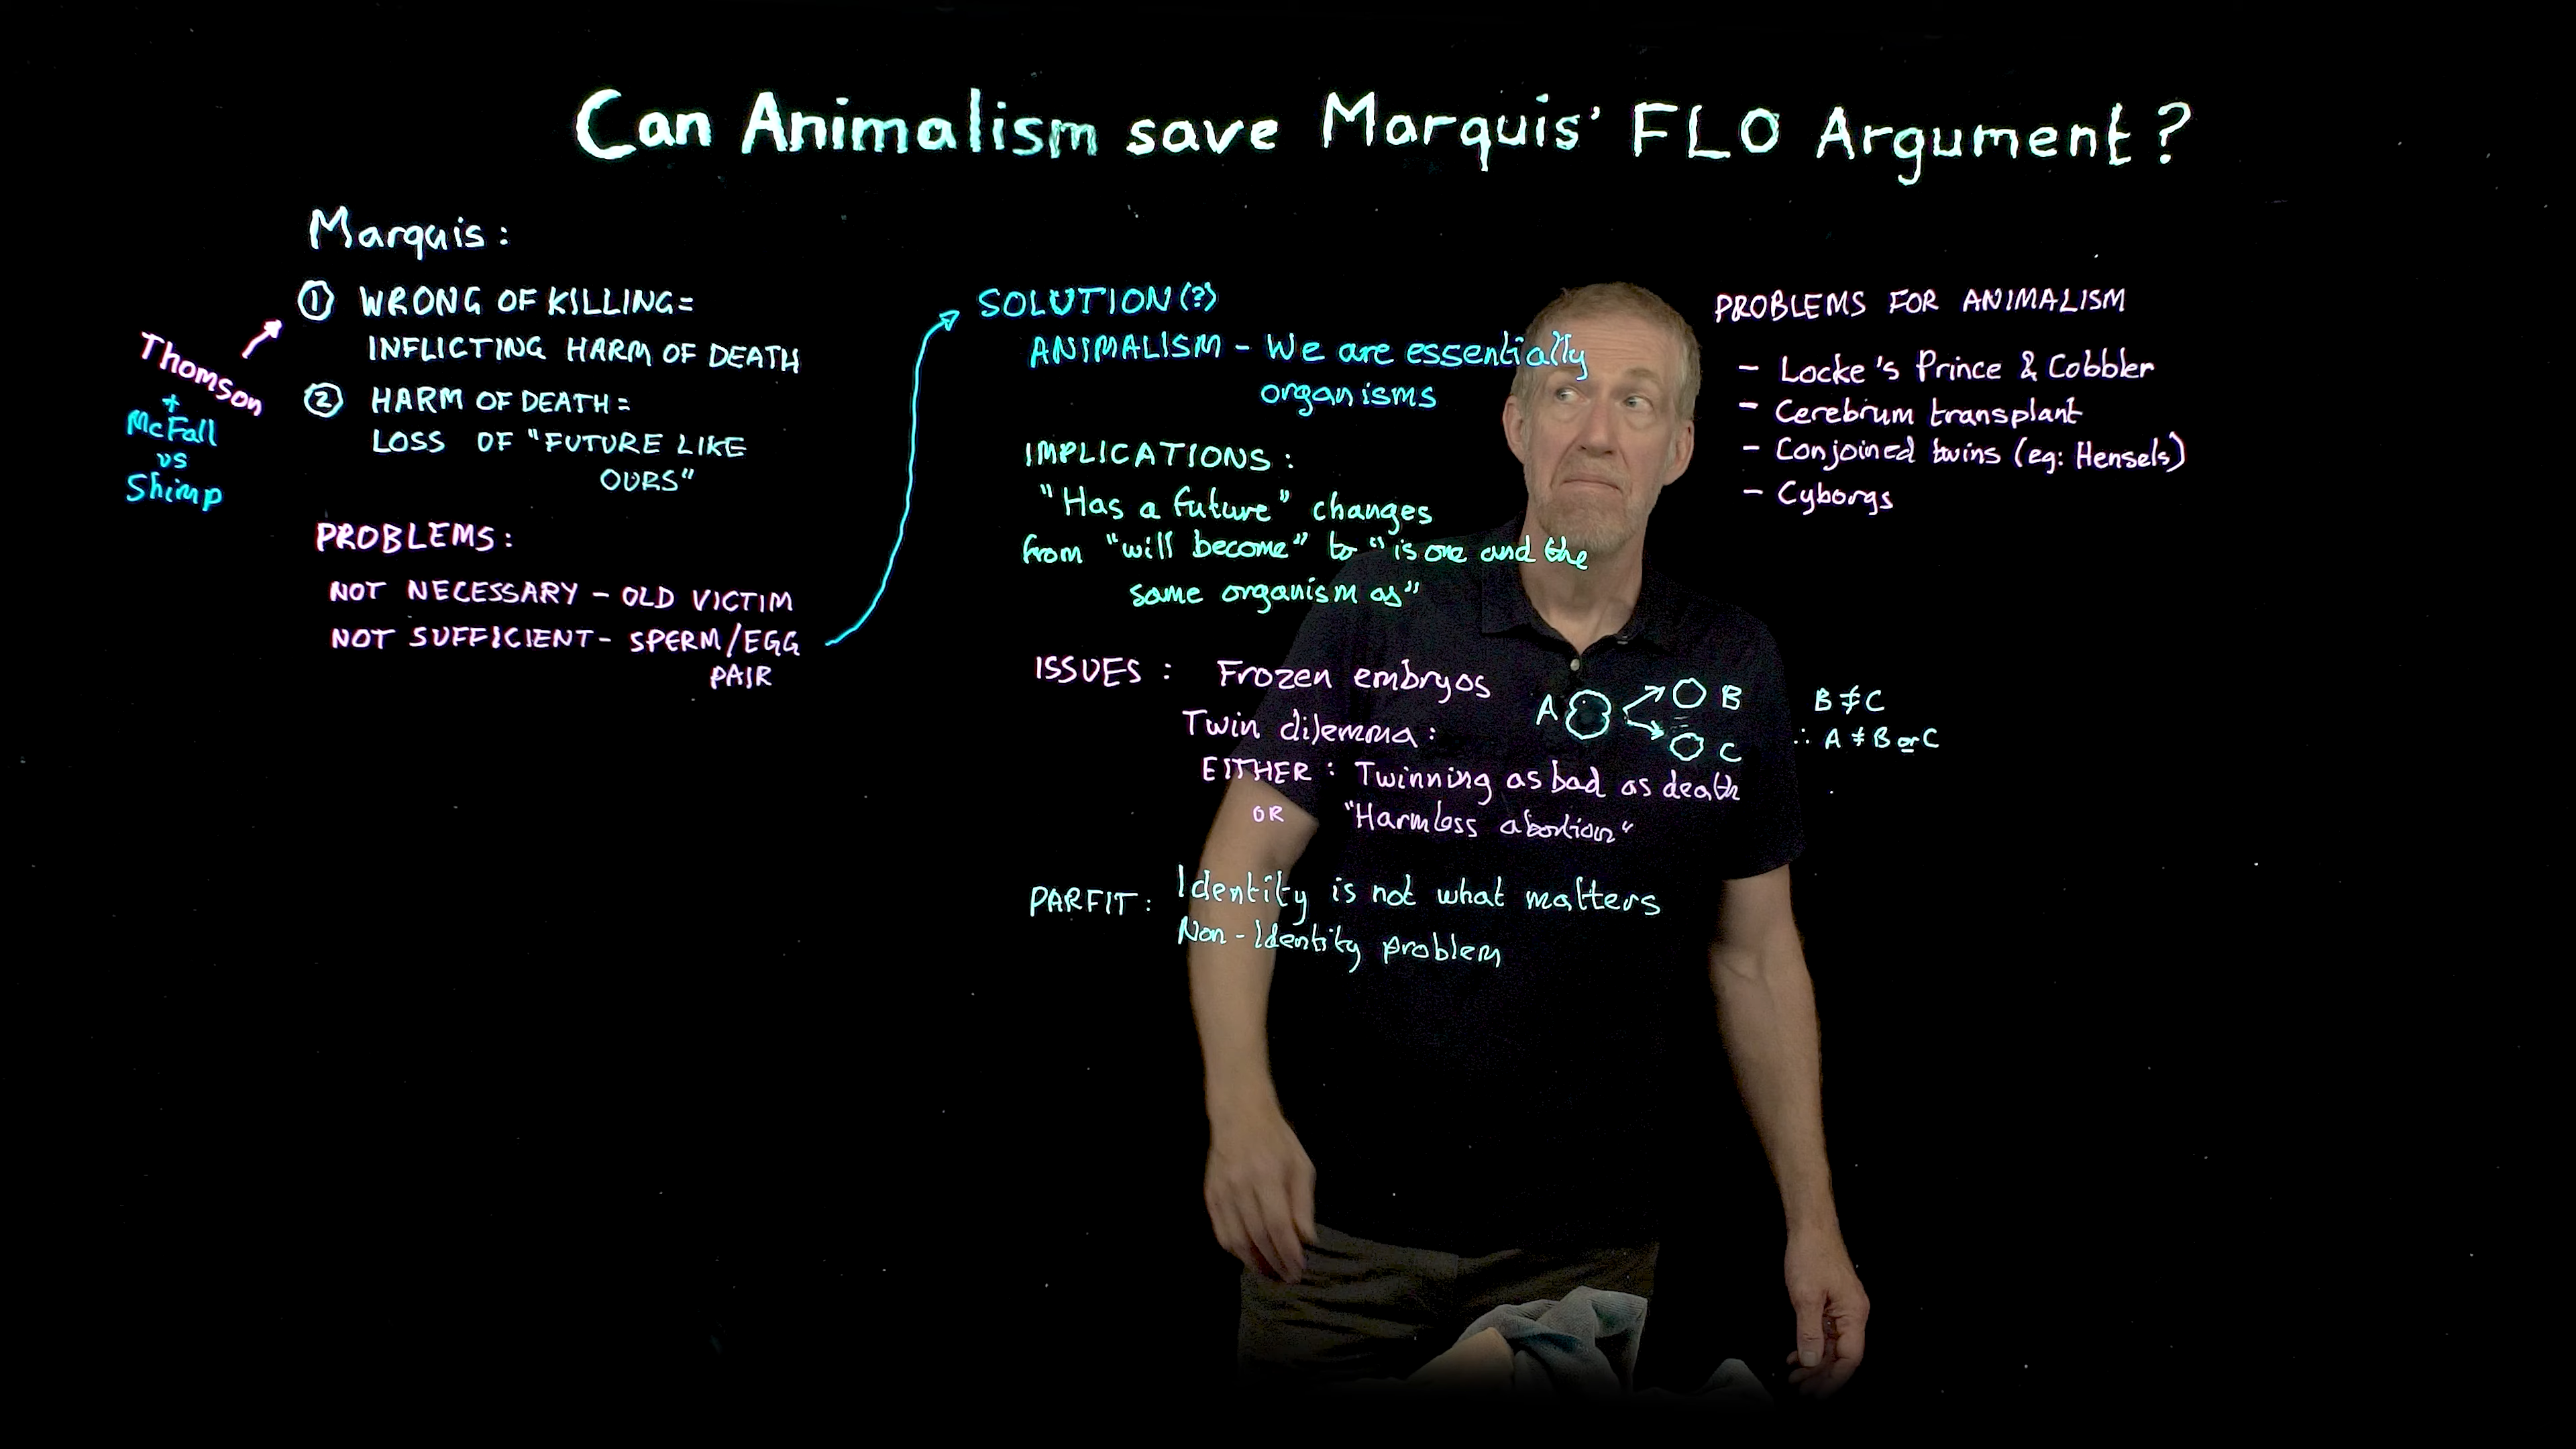 Can Animalism save Marquis' FLO Argument?
Marquis:
① WRONG OF KILLING =
INFLICTING HARM OF DEATH
② HARM OF DEATH =
LOSS OF "FUTURE LIKE
OURS"
Thomson
+
McFall
vs
Shimp
PROBLEMS:
NOT NECESSARY - OLD VICTIM
NOT SUFFICIENT - SPERM/EGG
PAIR
SOLUTION(?)
ANIMALISM - We are essentially
organisms
IMPLICATIONS:
"Has a future" changes
from "will become" to "is one and the
same organism as"
ISSUES: Frozen embryos
Twin dilemma:
EITHER: Twinning as bad as death
OR "Harmless abortion"
A B
C
B ≠ C
∴ A ≠ B or C
PARFIT: Identity is not what matters
Non-Identity problem
PROBLEMS FOR ANIMALISM
- Locke's Prince & Cobbler
- Cerebrum transplant
- Conjoined twins (eg: Hensels)
- Cyborgs